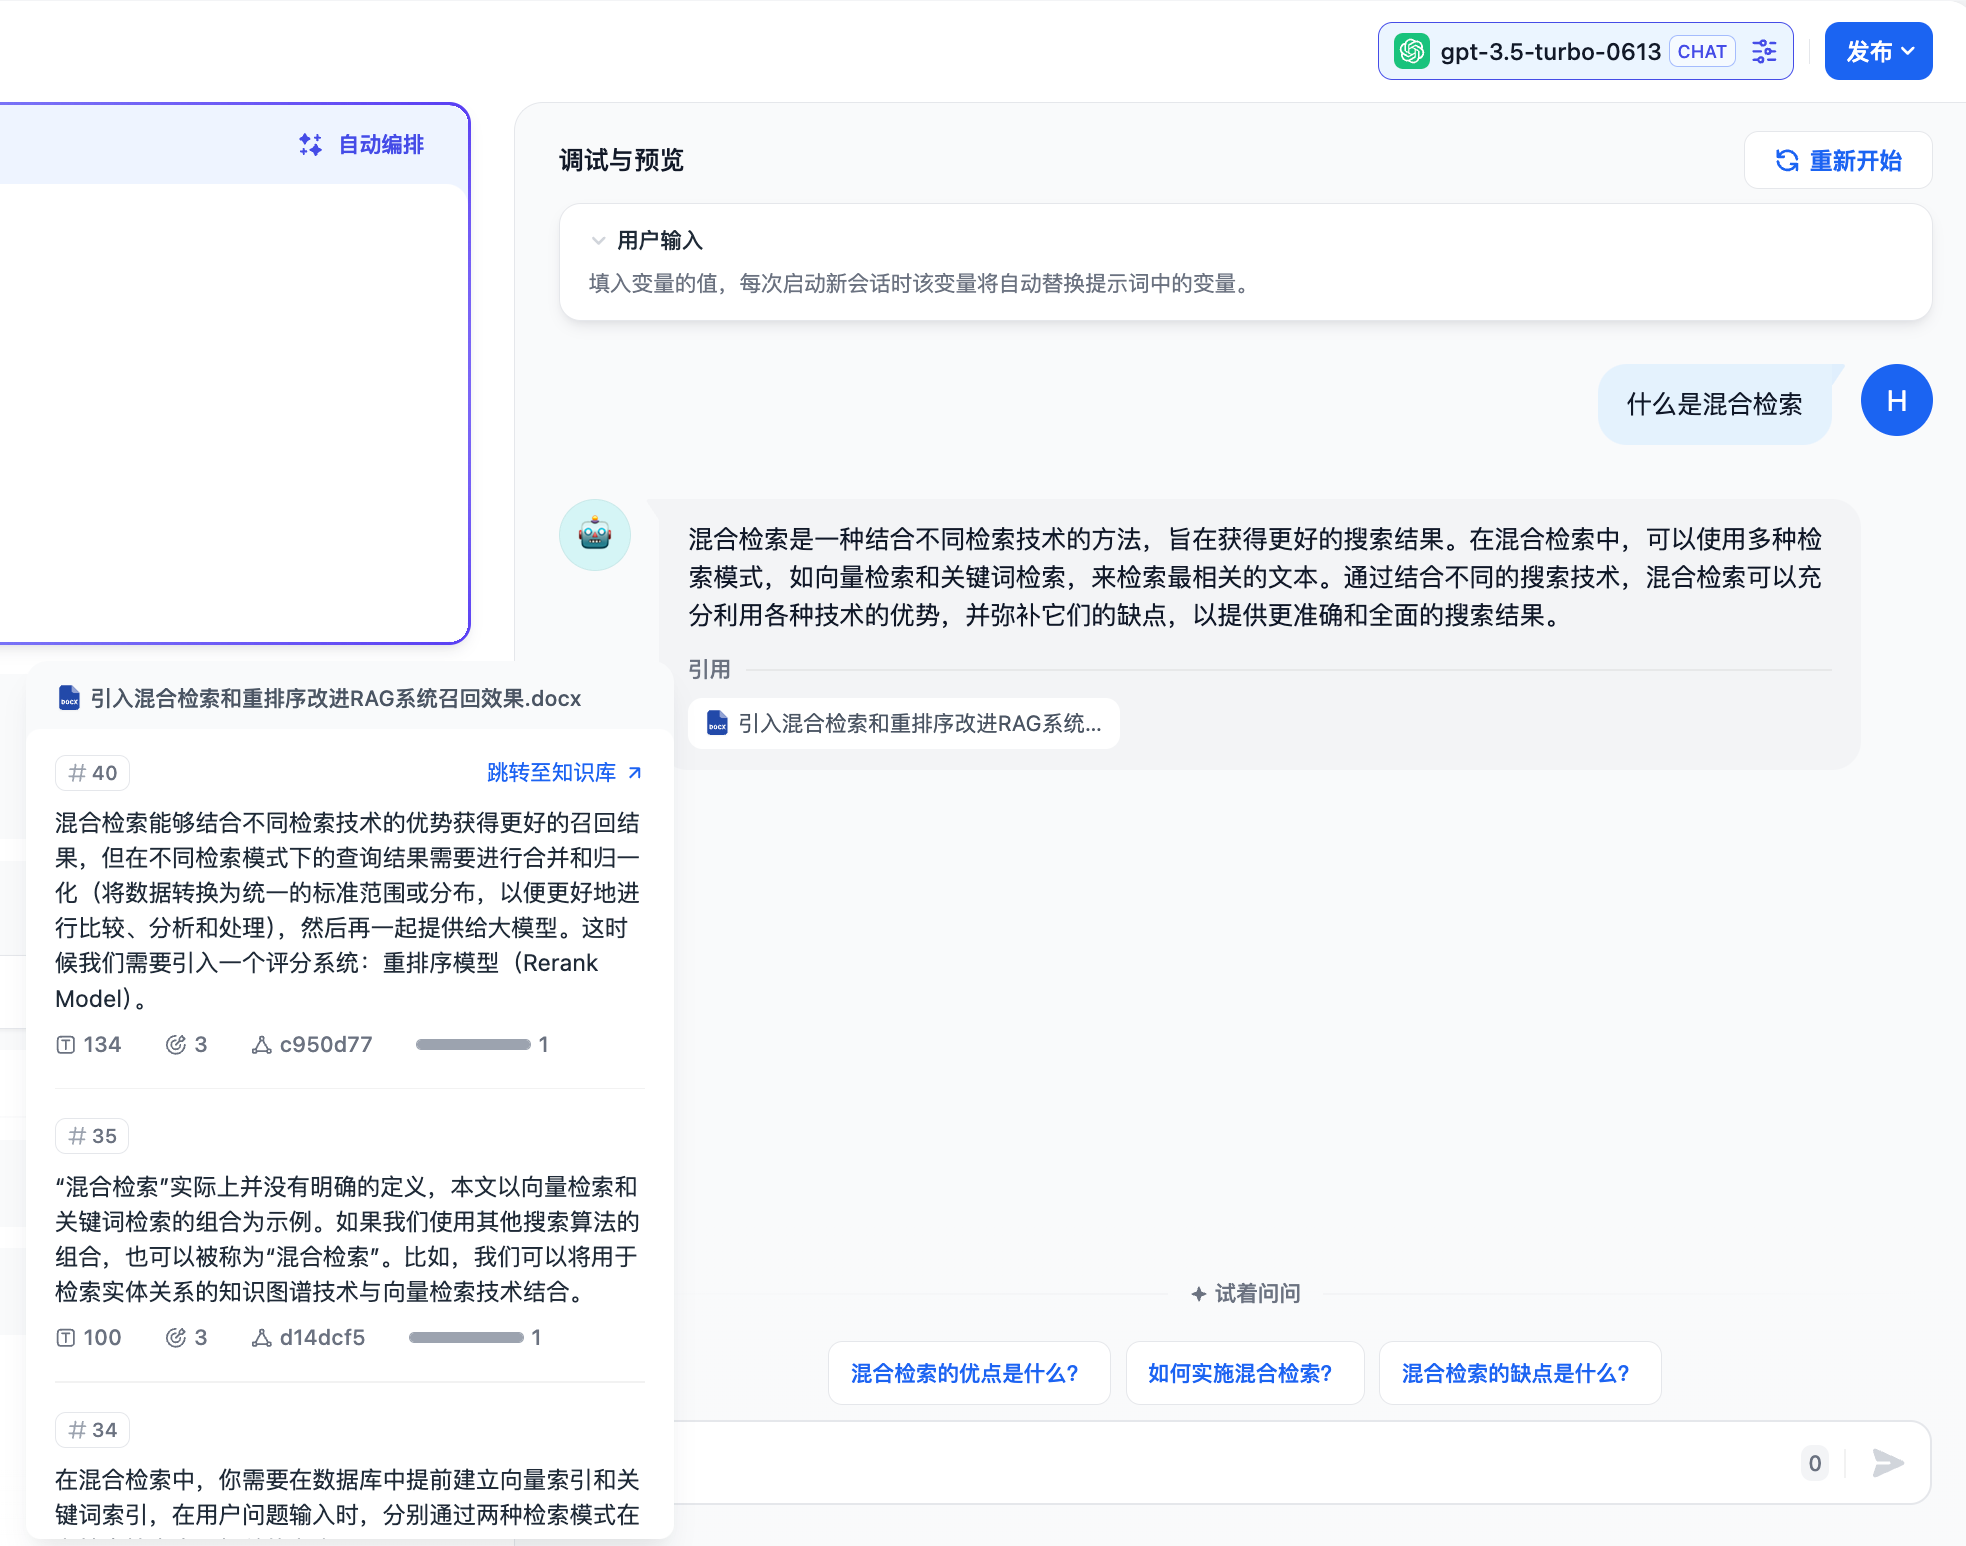 gpt-3.5-turbo-0613 CHAT
发布
自动编排
调试与预览
重新开始
用户输入
填入变量的值，每次启动新会话时该变量将自动替换提示词中的变量。
什么是混合检索
H
混合检索是一种结合不同检索技术的方法，旨在获得更好的搜索结果。在混合检索中，可以使用多种检
索模式，如向量检索和关键词检索，来检索最相关的文本。通过结合不同的搜索技术，混合检索可以充
分利用各种技术的优势，并弥补它们的缺点，以提供更准确和全面的搜索结果。
引用
引入混合检索和重排序改进RAG系统...
引入混合检索和重排序改进RAG系统召回效果.docx
# 40
跳转至知识库
混合检索能够结合不同检索技术的优势获得更好的召回结
果，但在不同检索模式下的查询结果需要进行合并和归一
化（将数据转换为统一的标准范围或分布，以便更好地进
行比较、分析和处理），然后再一起提供给大模型。这时
候我们需要引入一个评分系统：重排序模型（Rerank
Model）。
134 3 c950d77 1
# 35
“混合检索”实际上并没有明确的定义，本文以向量检索和
关键词检索的组合为示例。如果我们使用其他搜索算法的
组合，也可以被称为“混合检索”。比如，我们可以将用于
检索实体关系的知识图谱技术与向量检索技术结合。
100 3 d14dcf5 1
# 34
在混合检索中，你需要在数据库中提前建立向量索引和关
键词索引，在用户问题输入时，分别通过两种检索模式在
试着问问
混合检索的优点是什么?
如何实施混合检索?
混合检索的缺点是什么?
0